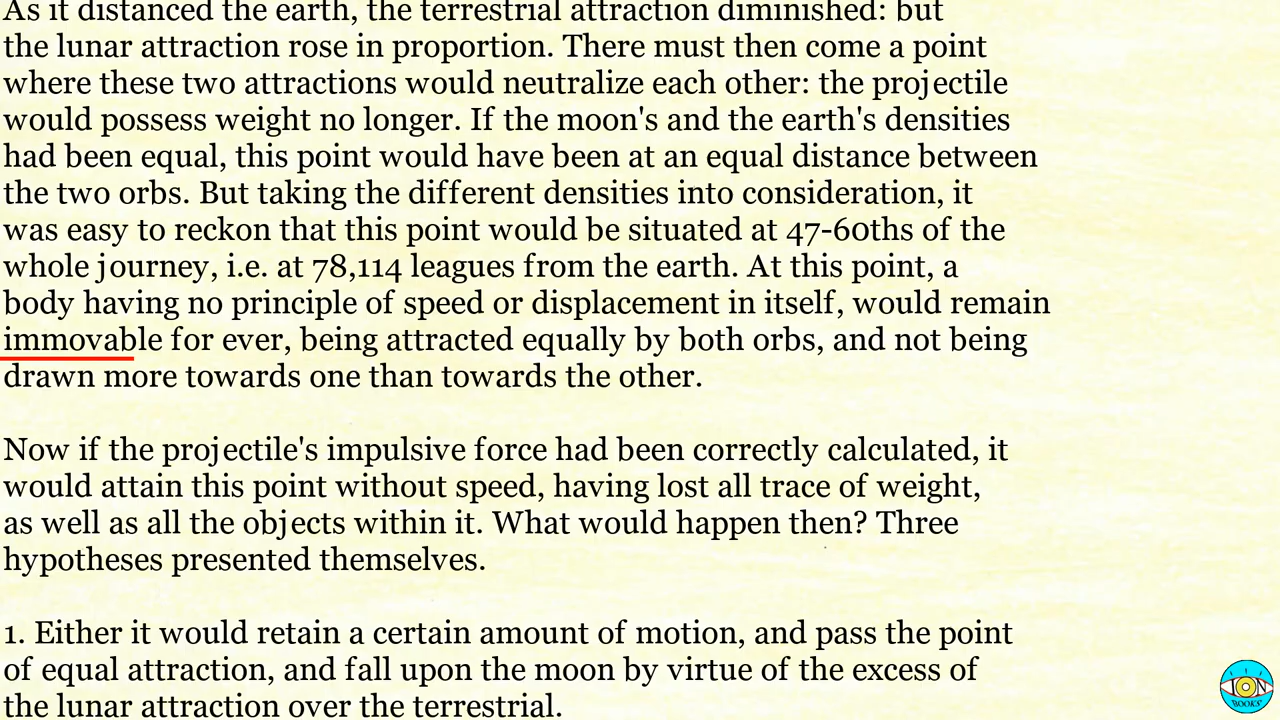 As it distanced the earth, the terrestrial attraction diminished: but
the lunar attraction rose in proportion. There must then come a point
where these two attractions would neutralize each other: the projectile
would possess weight no longer. If the moon's and the earth's densities
had been equal, this point would have been at an equal distance between
the two orbs. But taking the different densities into consideration, it
was easy to reckon that this point would be situated at 47-60ths of the
whole journey, i.e. at 78,114 leagues from the earth. At this point, a
body having no principle of speed or displacement in itself, would remain
immovable for ever, being attracted equally by both orbs, and not being
drawn more towards one than towards the other.
Now if the projectile's impulsive force had been correctly calculated, it
would attain this point without speed, having lost all trace of weight,
as well as all the objects within it. What would happen then? Three
hypotheses presented themselves.
1. Either it would retain a certain amount of motion, and pass the point
of equal attraction, and fall upon the moon by virtue of the excess of
the lunar attraction over the terrestrial.
ION
BOOKS